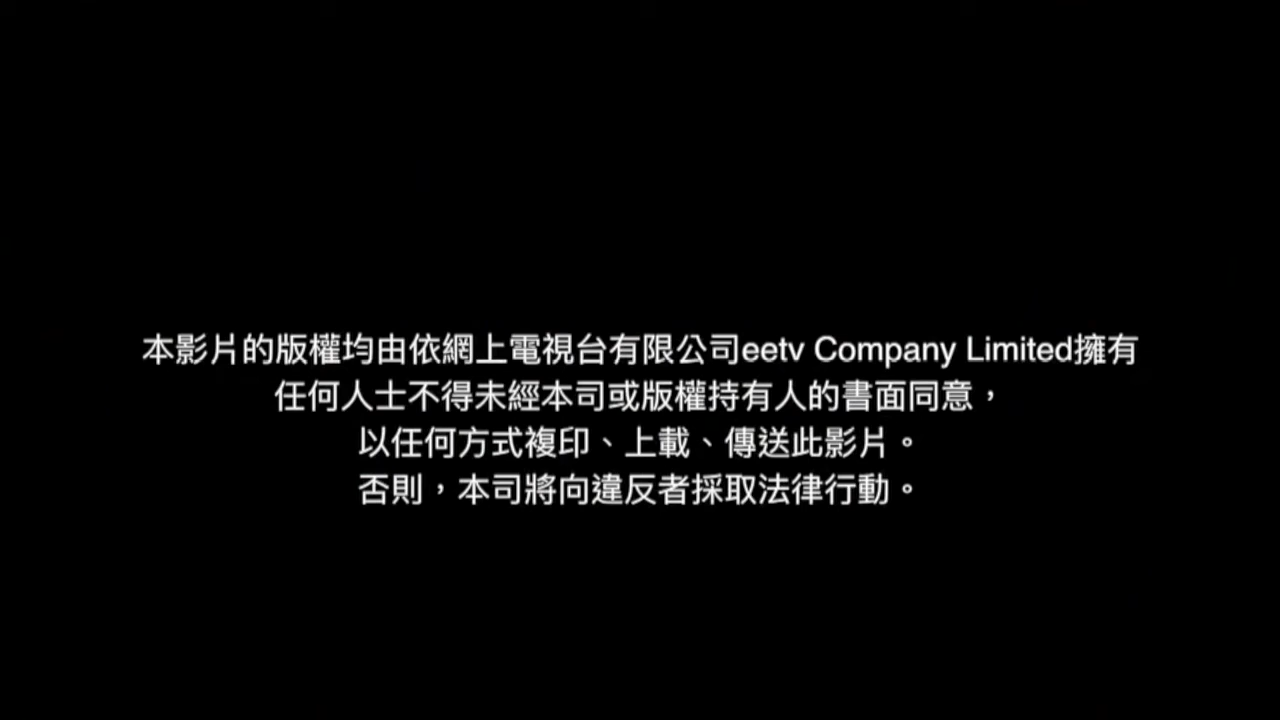 本影片的版權均由依網上電視台有限公司eetv Company Limited擁有
任何人士不得未經本司或版權持有人的書面同意，
以任何方式複印、上載、傳送此影片。
否則，本司將向違反者採取法律行動。